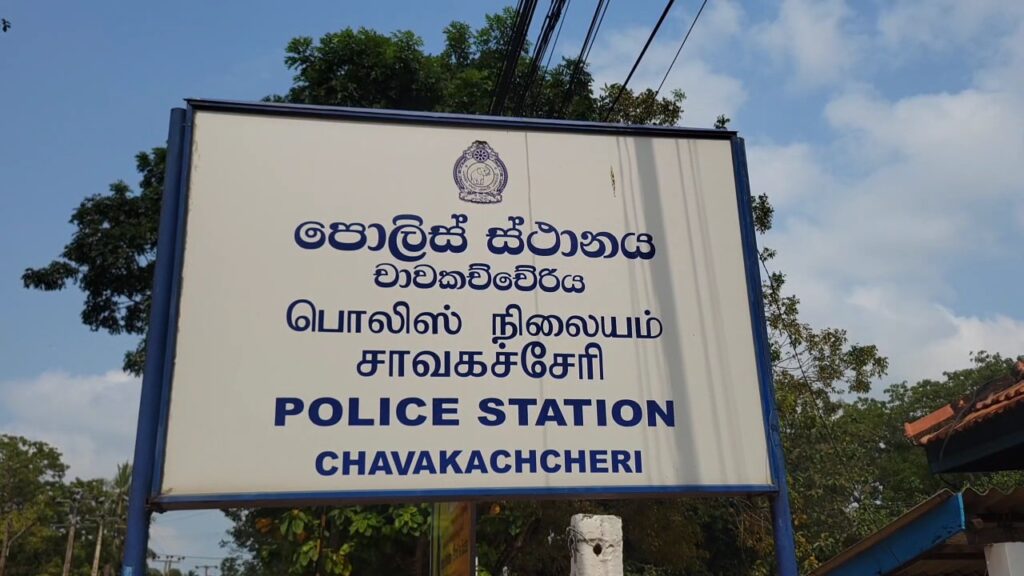 පොලිස් ස්ථානය
චාවකච්චේරිය
பொலிஸ் நிலையம்
சாவகச்சேரி
POLICE STATION
CHAVAKACHCHERI